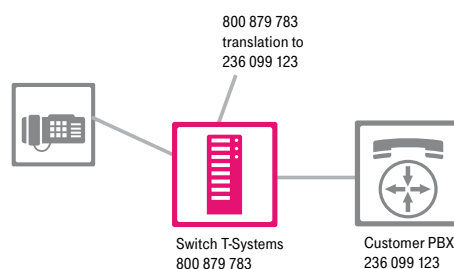 800 879 783
translation to
236 099 123
Switch T-Systems
800 879 783
Customer PBX
236 099 123